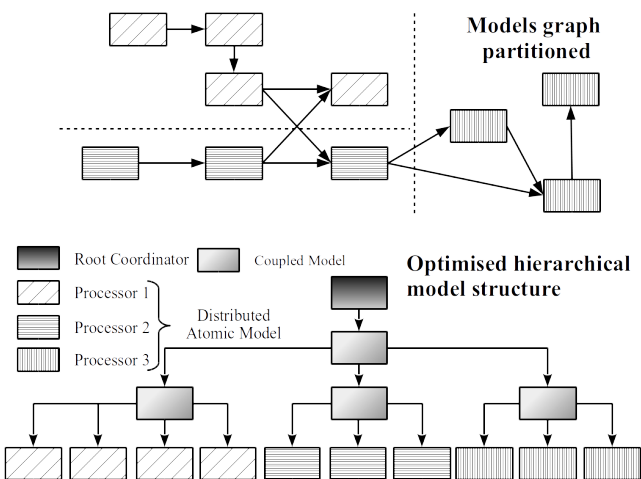 Models graph
partitioned
Root Coordinator
Coupled Model
Optimised hierarchical
model structure
Processor 1
Processor 2
Processor 3
Distributed
Atomic Model